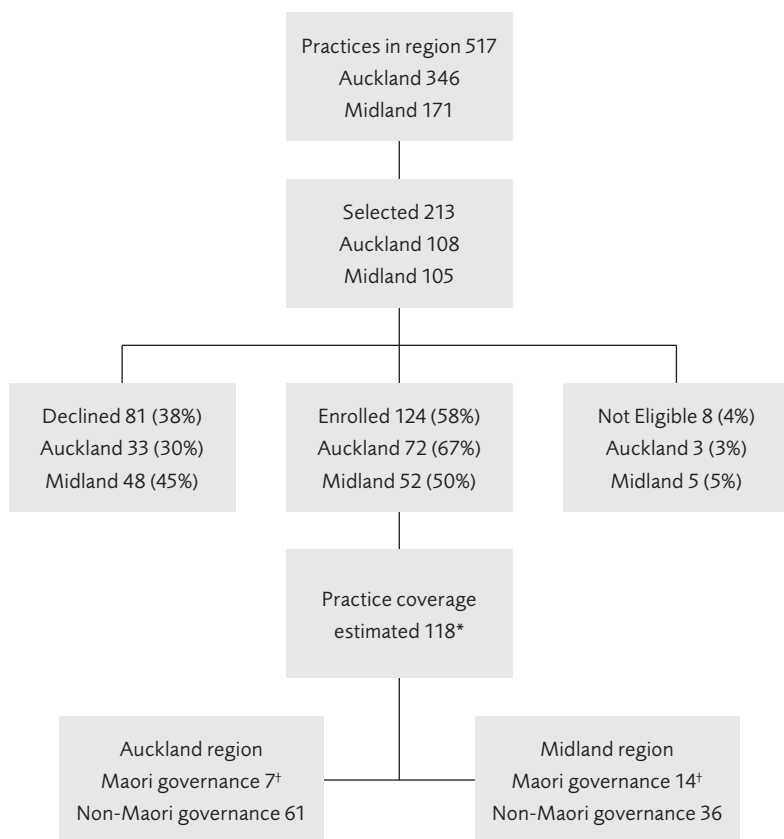 Practices in region 517
Auckland 346
Midland 171
Selected 213
Auckland 108
Midland 105
Declined 81 (38%)
Auckland 33 (30%)
Midland 48 (45%)
Enrolled 124 (58%)
Auckland 72 (67%)
Midland 52 (50%)
Not Eligible 8 (4%)
Auckland 3 (3%)
Midland 5 (5%)
Practice coverage
estimated 118*
Auckland region
Maori governance 7†
Non-Maori governance 61
Midland region
Maori governance 14†
Non-Maori governance 36